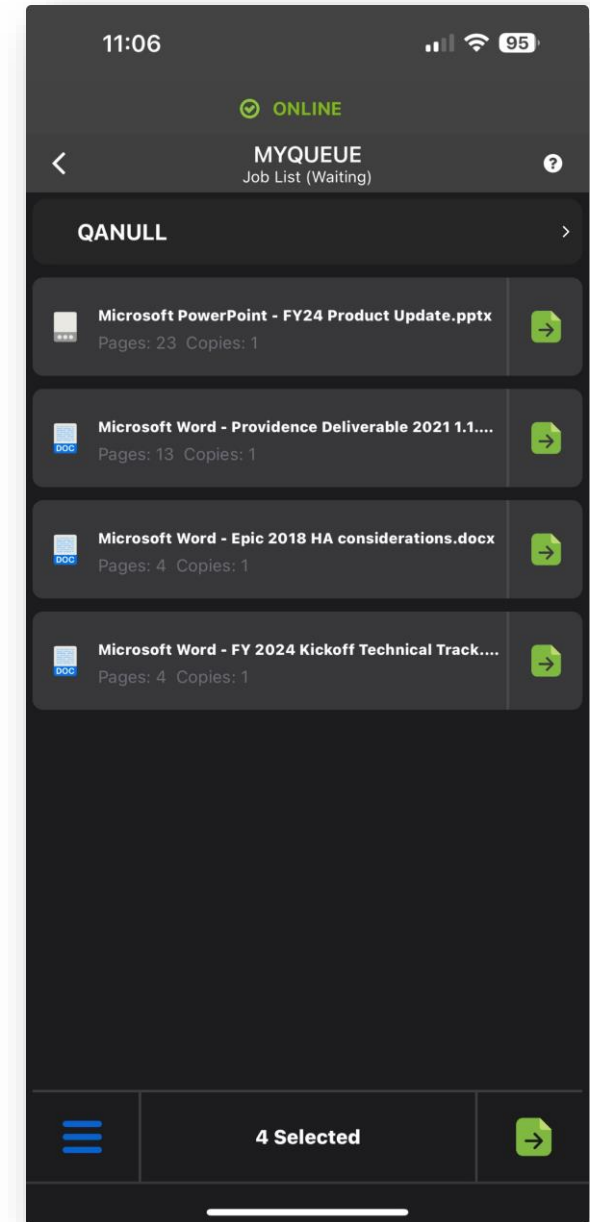 11:06
95
ONLINE
MYQUEUE
?
Job List (Waiting)
QANULL
Microsoft PowerPoint - FY24 Product Update.pptx
Pages: 23 Copies: 1
Microsoft Word - Providence Deliverable 2021 1.1....
DOC
Pages: 13 Copies: 1
Microsoft Word - Epic 2018 HA considerations.docx
DOC
Pages: 4 Copies: 1
Microsoft Word - FY 2024 Kickoff Technical Track....
DOC
Pages: 4 Copies: 1
4 Selected